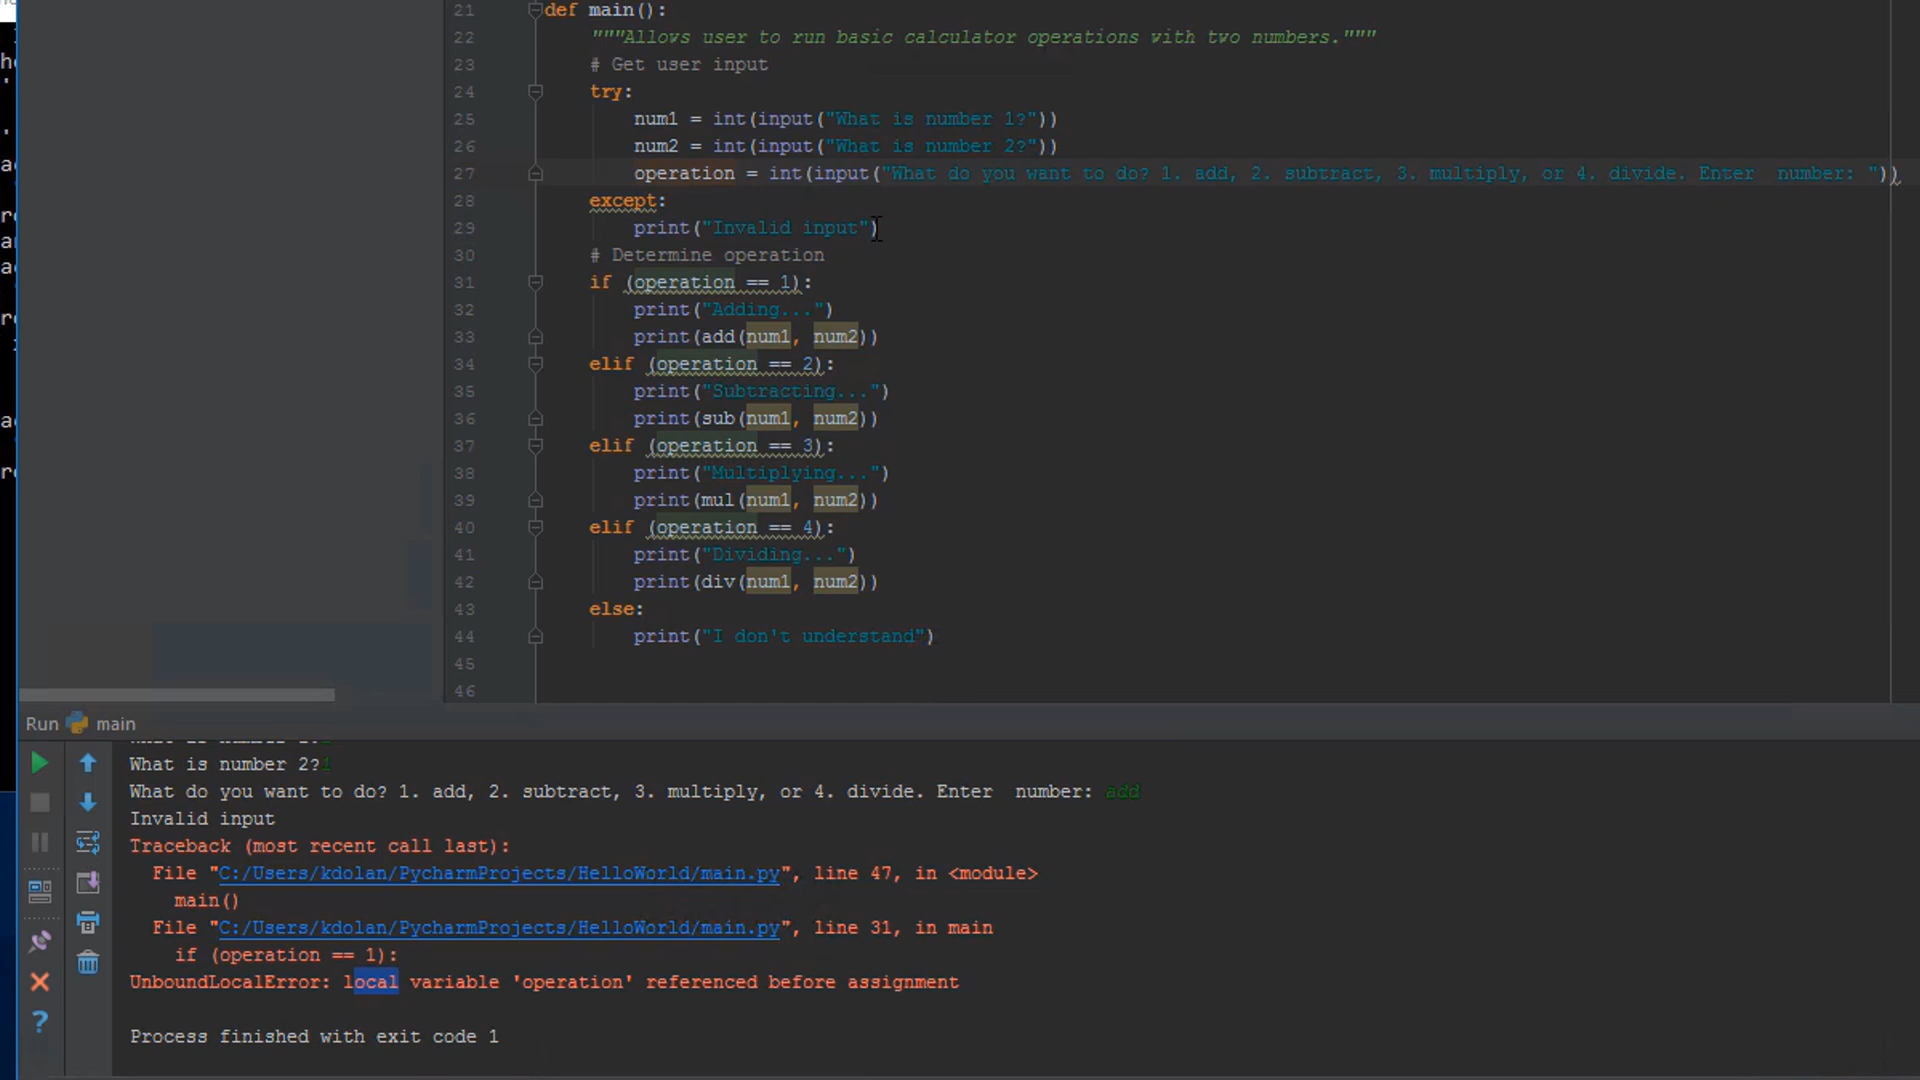 21 def main():
22 """Allows user to run basic calculator operations with two numbers."""
23 # Get user input
24 try:
25 num1 = int(input("What is number 1?"))
26 num2 = int(input("What is number 2?"))
27 operation = int(input("What do you want to do? 1. add, 2. subtract, 3. multiply, or 4. divide. Enter  number: "))
28 except:
29 print("Invalid input")
30 # Determine operation
31 if (operation == 1):
32 print("Adding...")
33 print(add(num1, num2))
34 elif (operation == 2):
35 print("Subtracting...")
36 print(sub(num1, num2))
37 elif (operation == 3):
38 print("Multiplying...")
39 print(mul(num1, num2))
40 elif (operation == 4):
41 print("Dividing...")
42 print(div(num1, num2))
43 else:
44 print("I don't understand")
45
46
Run main
What is number 2?1
What do you want to do? 1. add, 2. subtract, 3. multiply, or 4. divide. Enter  number: add
Invalid input
Traceback (most recent call last):
File "C:/Users/kdolan/PycharmProjects/HelloWorld/main.py", line 47, in <module>
main()
File "C:/Users/kdolan/PycharmProjects/HelloWorld/main.py", line 31, in main
if (operation == 1):
UnboundLocalError: local variable 'operation' referenced before assignment
Process finished with exit code 1